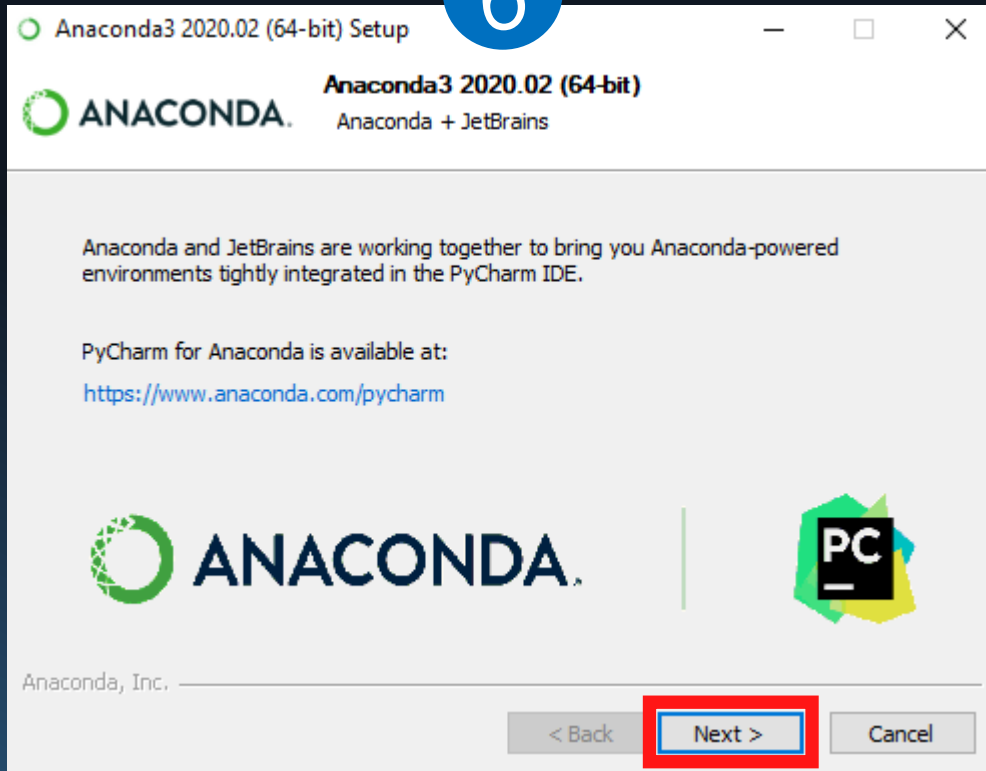 6
Anaconda3 2020.02 (64-bit) Setup
ANACONDA.
Anaconda3 2020.02 (64-bit)
Anaconda + JetBrains
Anaconda and JetBrains are working together to bring you Anaconda-powered
environments tightly integrated in the PyCharm IDE.
PyCharm for Anaconda is available at:
https://www.anaconda.com/pycharm
ANACONDA.
PC
Anaconda, Inc.
< Back Next > Cancel